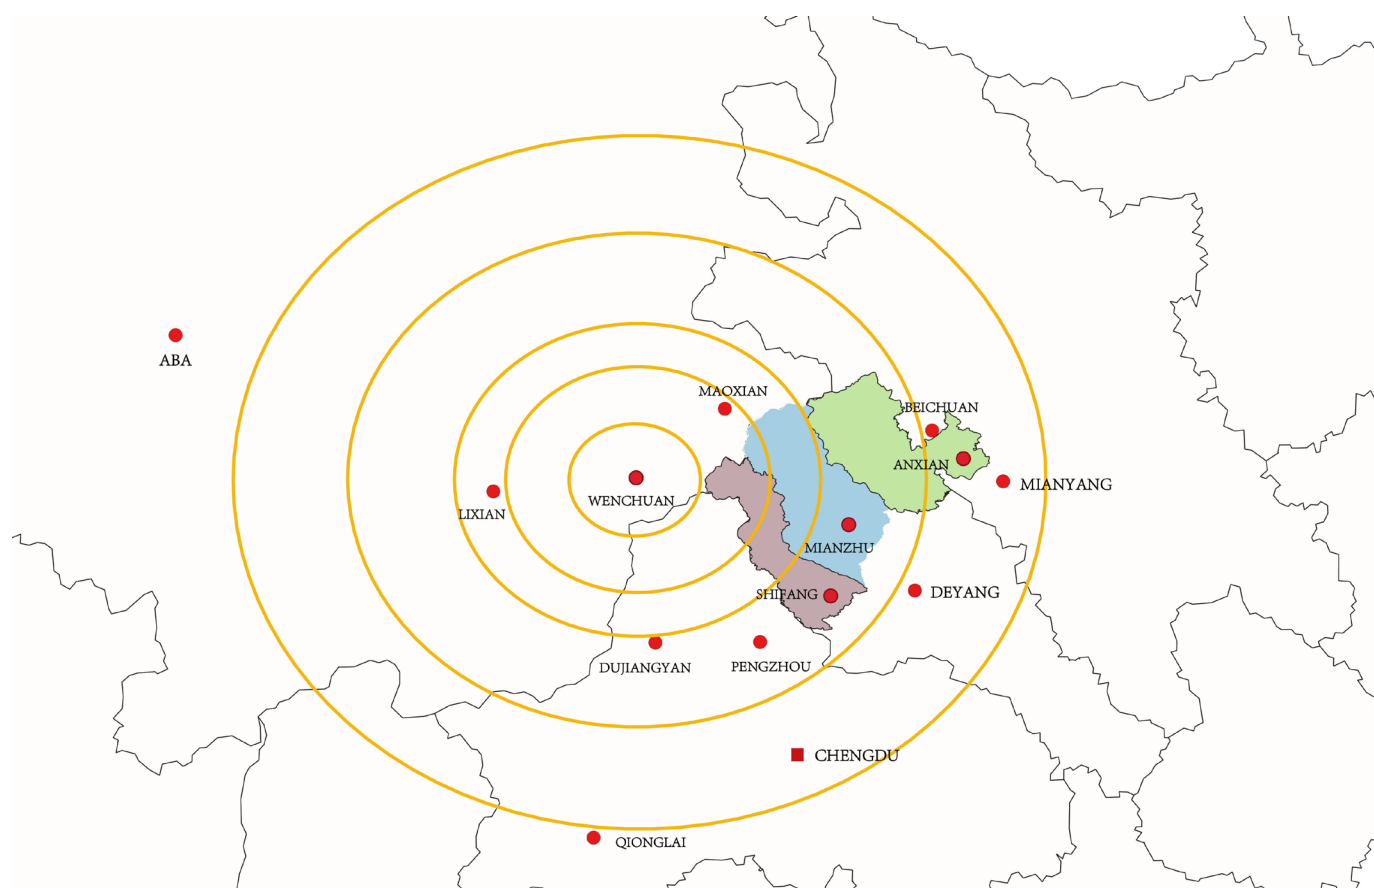 ABA
MAOXIAN
BEICHUAN
ANXIAN
MIANYANG
WENCHUAN
LIXIAN
MIANZHU
SHIFANG
DEYANG
DUJIANGYAN
PENGZHOU
CHENGDU
QIONGLAI